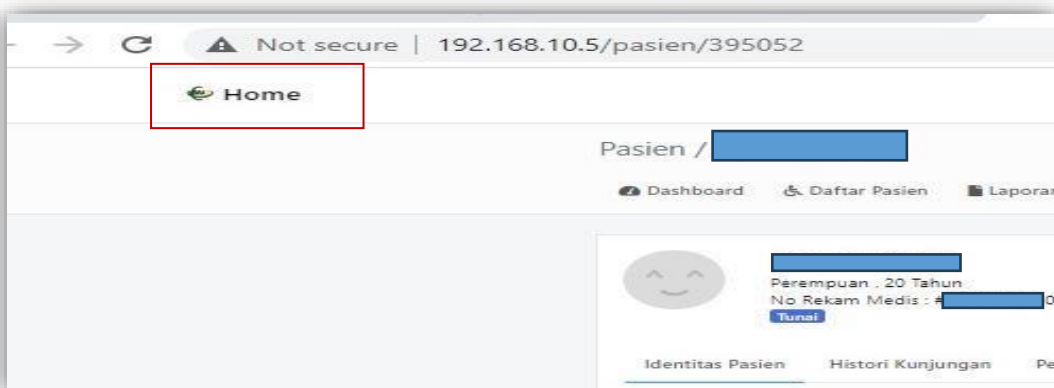 Not secure | 192.168.10.5/pasien/395052
Home
Pasien /
Dashboard Daftar Pasien Laporan
Perempuan . 20 Tahun
No Rekam Medis : #
Tunai
Identitas Pasien Histori Kunjungan